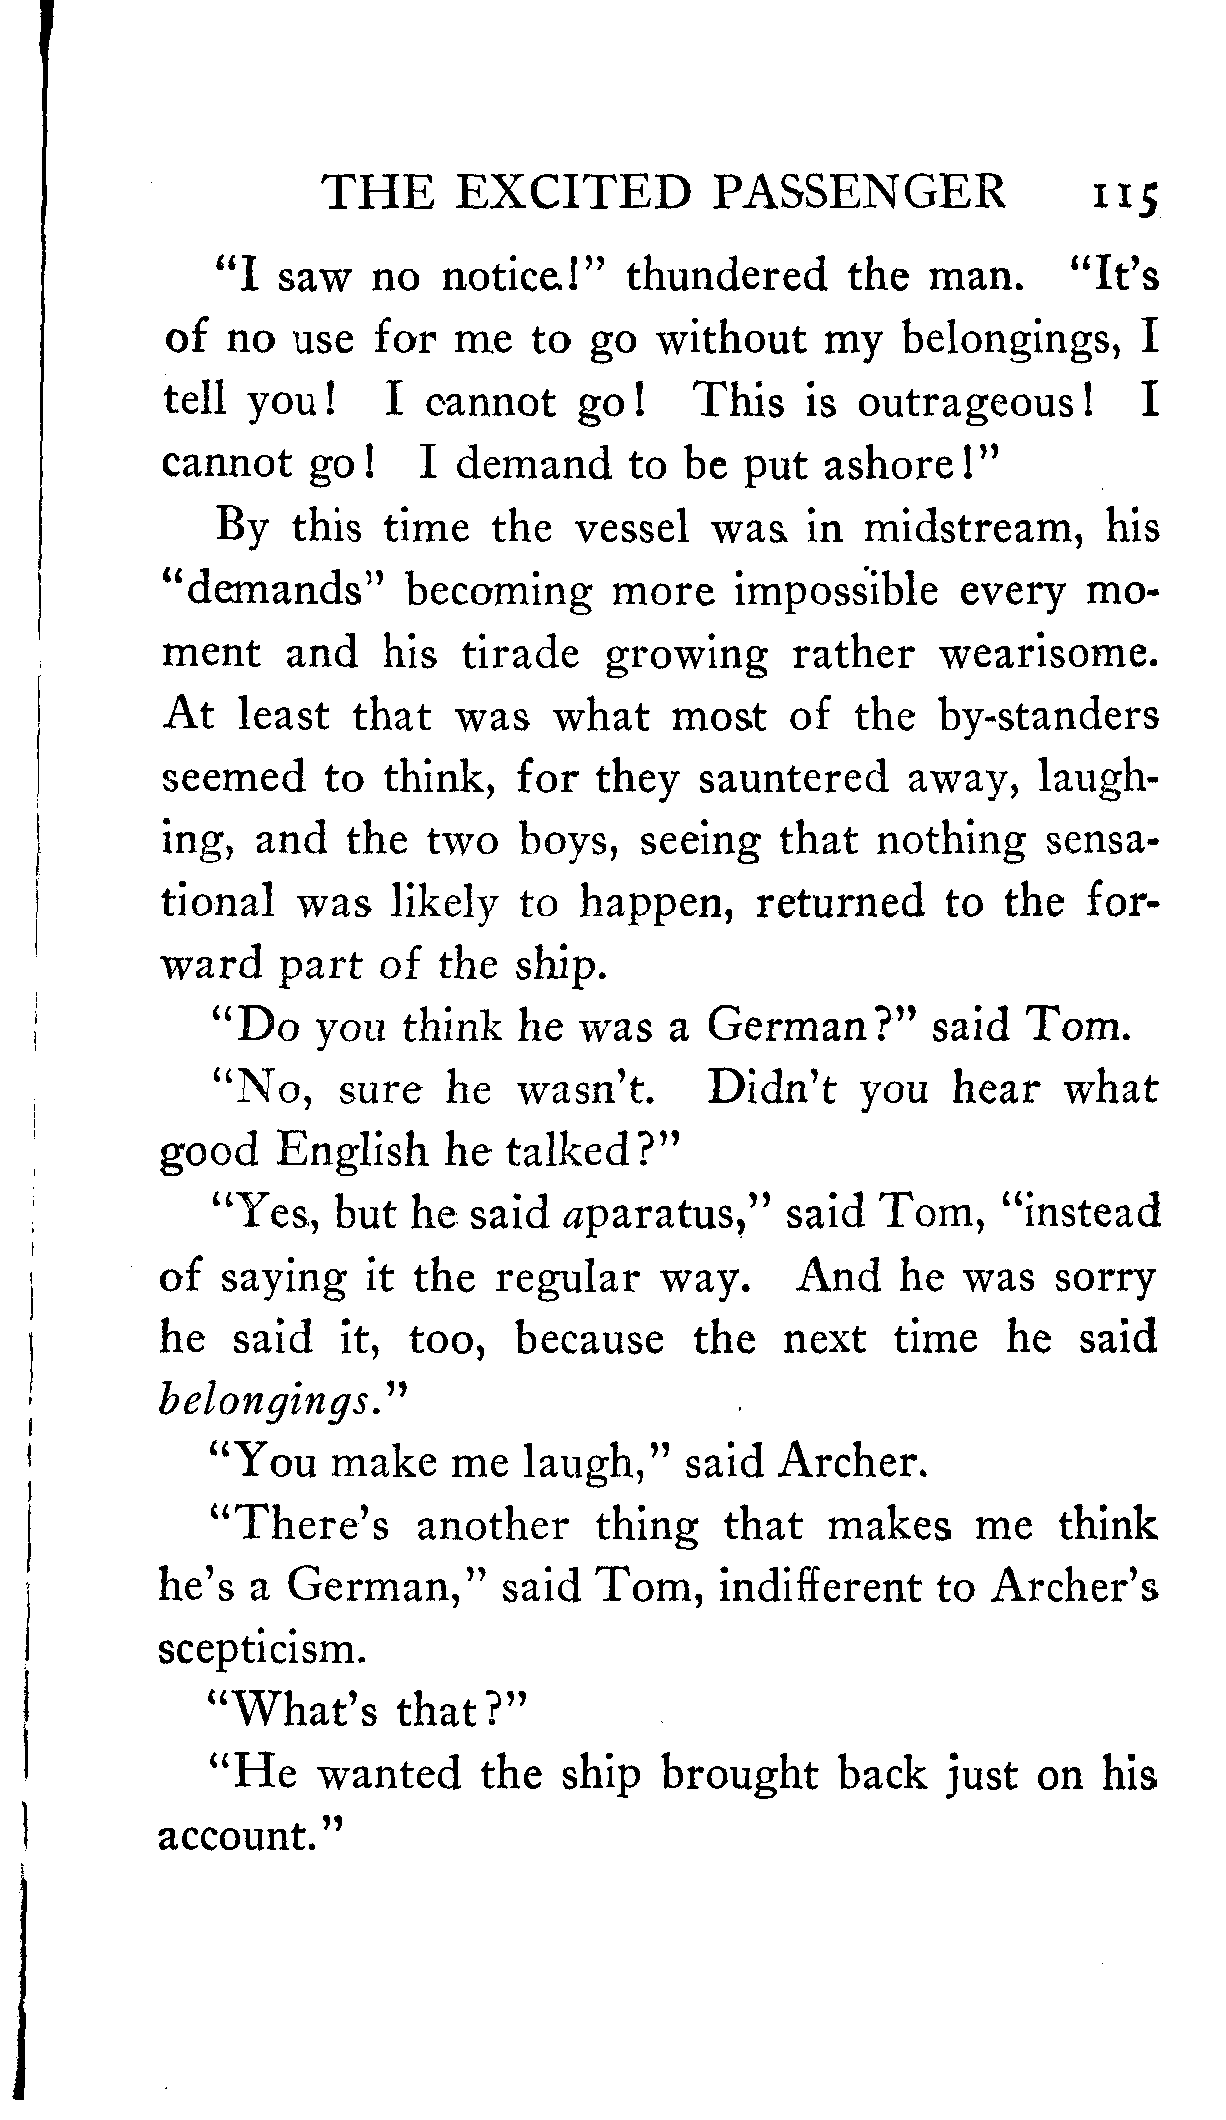 THE EXCITED PASSENGER 115
“I saw no notice!” thundered the man. “It’s
of no use for me to go without my belongings, I
tell you! I cannot go! This is outrageous! I
cannot go! I demand to be put ashore!”
By this time the vessel was in midstream, his
“demands” becoming more impossible every mo-
ment and his tirade growing rather wearisome.
At least that was what most of the by-standers
seemed to think, for they sauntered away, laugh-
ing, and the two boys, seeing that nothing sensa-
tional was likely to happen, returned to the for-
ward part of the ship.
“Do you think he was a German?” said Tom.
“No, sure he wasn’t. Didn’t you hear what
good English he talked?”
“Yes, but he said aparatus,” said Tom, “instead
of saying it the regular way. And he was sorry
he said it, too, because the next time he said
belongings.”
“You make me laugh,” said Archer.
“There’s another thing that makes me think
he’s a German,” said Tom, indifferent to Archer’s
scepticism.
“What’s that?”
“He wanted the ship brought back just on his
account.”